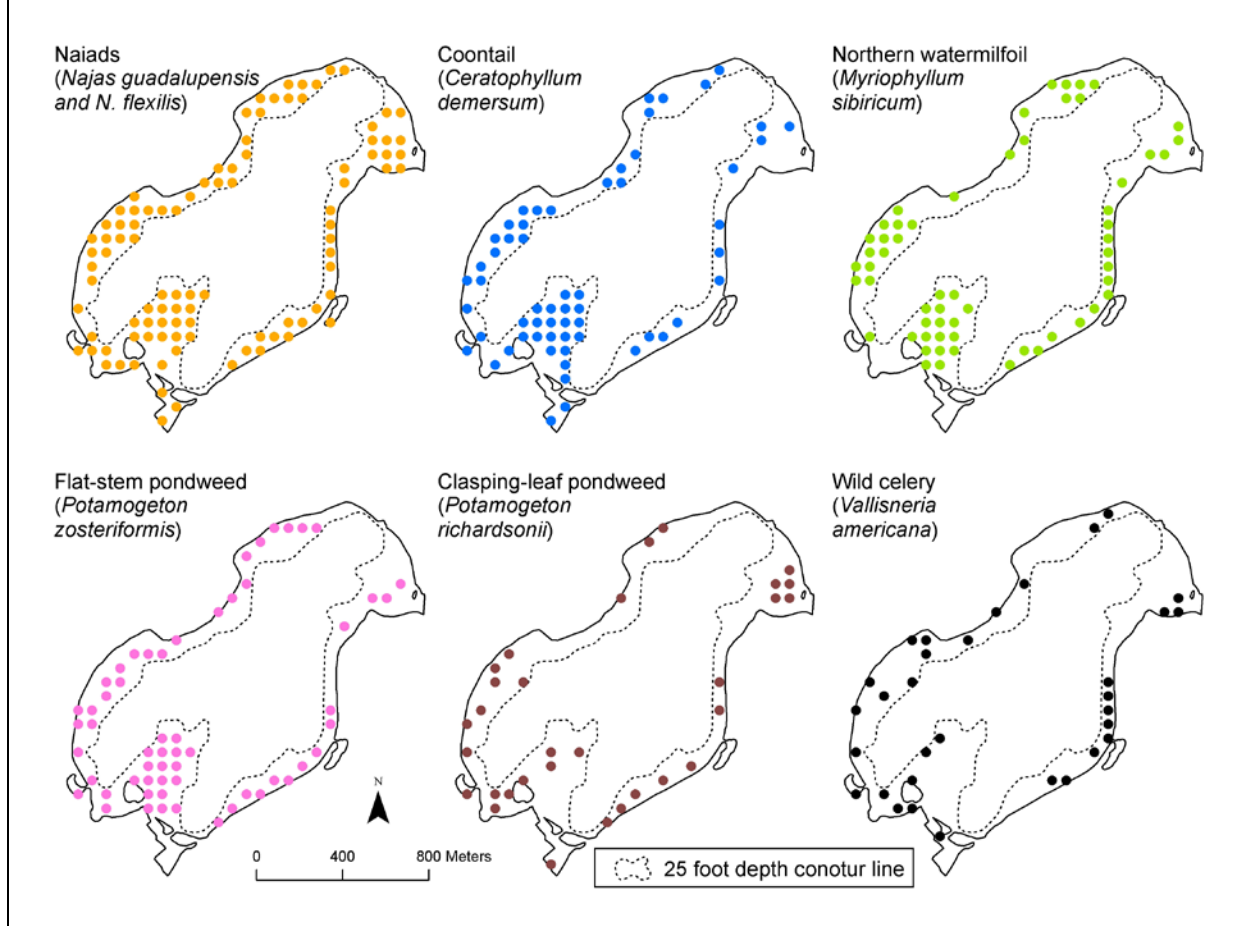 Naiads
(Najas guadalupensis
and N. flexilis)
Coontail
(Ceratophyllum
demersum)
Northern watermilfoil
(Myriophyllum
sibiricum)
Flat-stem pondweed
(Potamogeton
zosteriformis)
Clasping-leaf pondweed
(Potamogeton
richardsonii)
Wild celery
(Vallisneria
americana)
N
0 400 800 Meters
25 foot depth conotur line